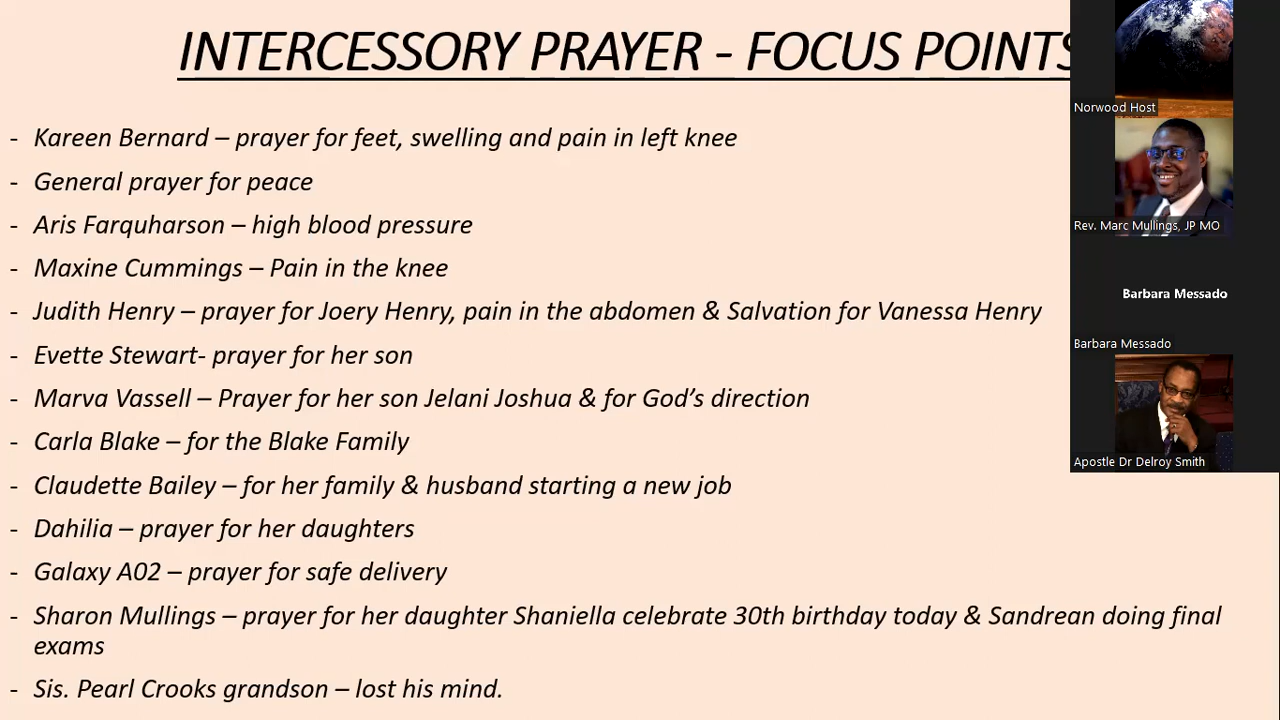 INTERCESSORY PRAYER - FOCUS POINTS
- Kareen Bernard – prayer for feet, swelling and pain in left knee
- General prayer for peace
- Aris Farquharson – high blood pressure
- Maxine Cummings – Pain in the knee
- Judith Henry – prayer for Joery Henry, pain in the abdomen & Salvation for Vanessa Henry
- Evette Stewart- prayer for her son
- Marva Vassell – Prayer for her son Jelani Joshua & for God’s direction
- Carla Blake – for the Blake Family
- Claudette Bailey – for her family & husband starting a new job
- Dahilia – prayer for her daughters
- Galaxy A02 – prayer for safe delivery
- Sharon Mullings – prayer for her daughter Shaniella celebrate 30th birthday today & Sandrean doing final
exams
- Sis. Pearl Crooks grandson – lost his mind.
Norwood Host
Rev. Marc Mullings, JP MO
Barbara Messado
Barbara Messado
Apostle Dr Delroy Smith